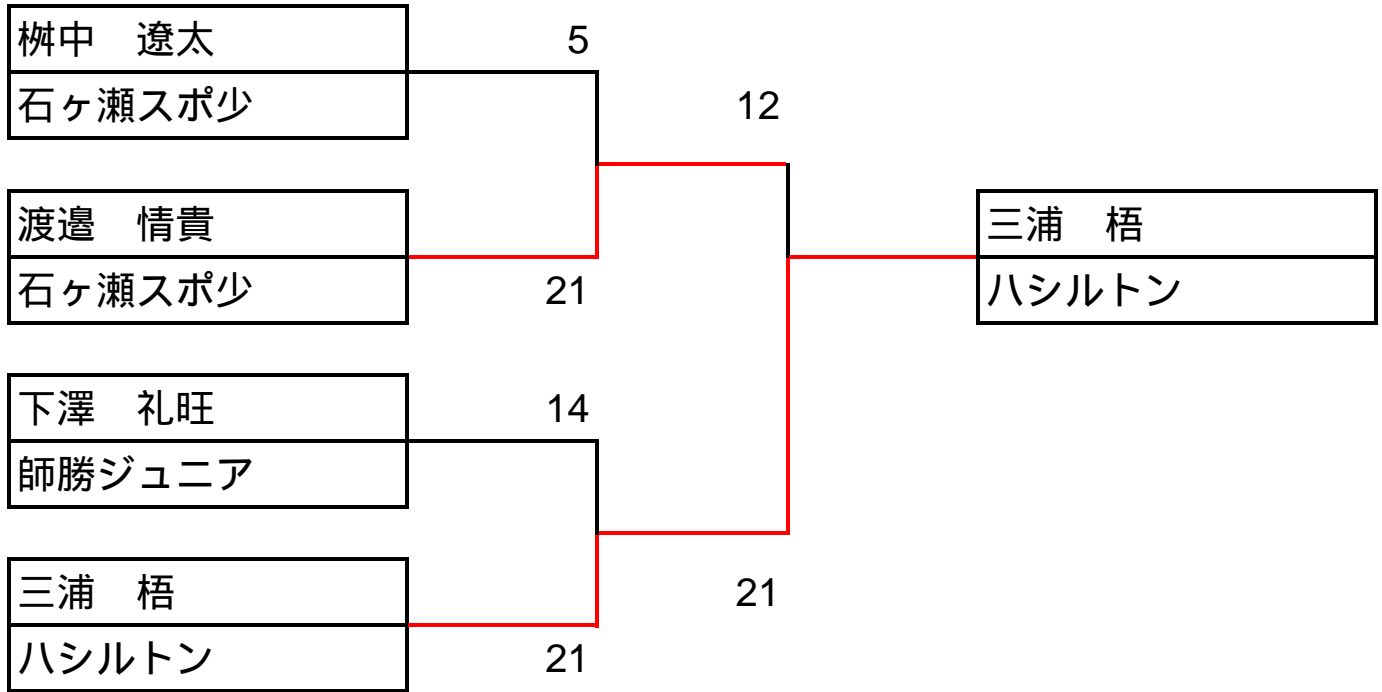 桝中　遼太
5
石ヶ瀬スポ少
12
渡邉　情貴
石ヶ瀬スポ少
21
三浦　梧
ハシルトン
下澤　礼旺
14
師勝ジュニア
三浦　梧
21
ハシルトン
21